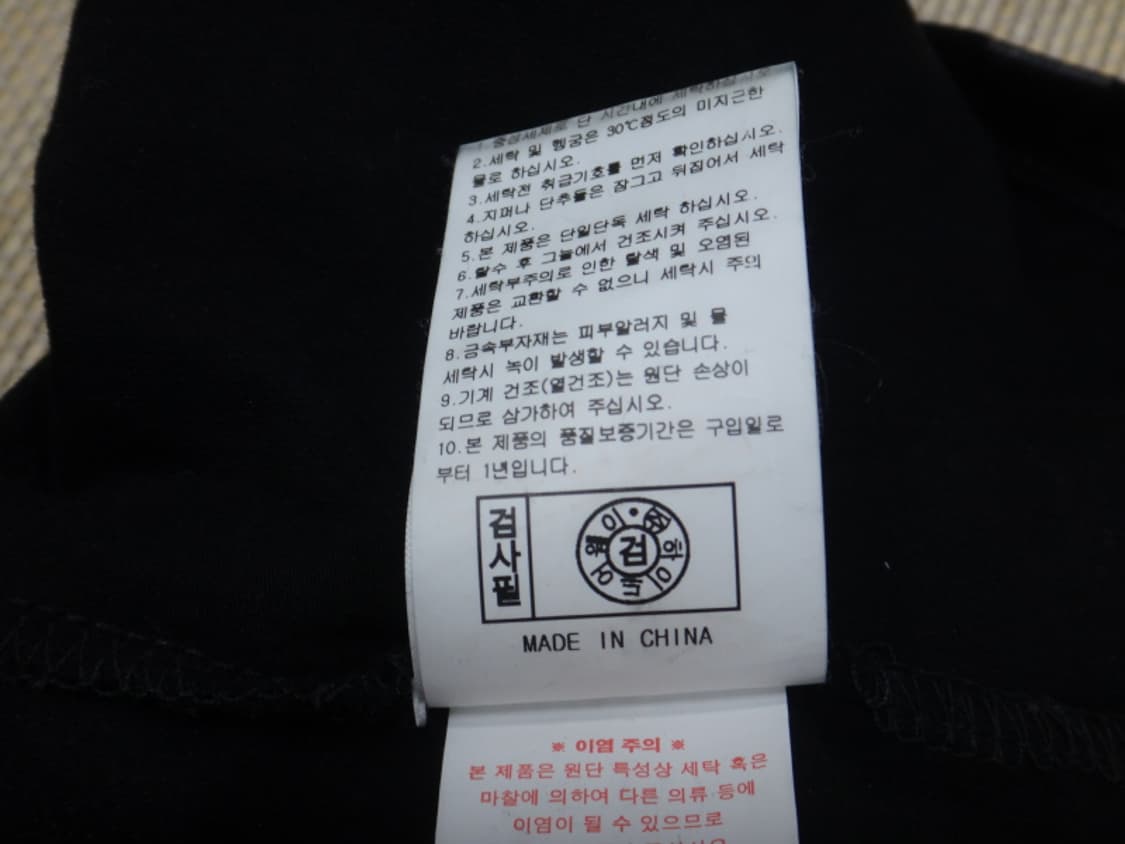 1.중성세제로 단 시간내에 세탁하십시오
2.세탁 및 헹굼은 30℃정도의 미지근한
물로 하십시오.
3.세탁전 취급기호를 먼저 확인하십시오.
4.지퍼나 단추들은 잠그고 뒤집어서 세탁
하십시오.
5.본 제품은 단일단독 세탁 하십시오.
6.탈수 후 그늘에서 건조시켜 주십시오.
7.세탁부주의로 인한 탈색 및 오염된
제품은 교환할 수 없으니 세탁시 주의
바랍니다.
8.금속부자재는 피부알러지 및 물
세탁시 녹이 발생할 수 있습니다.
9.기계 건조(열건조)는 원단 손상이
되므로 삼가하여 주십시오.
10.본 제품의 품질보증기간은 구입일로
부터 1년입니다.
검사필
검
MADE IN CHINA
※ 이염 주의 ※
본 제품은 원단 특성상 세탁 혹은
마찰에 의하여 다른 의류 등에
이염이 될 수 있으므로